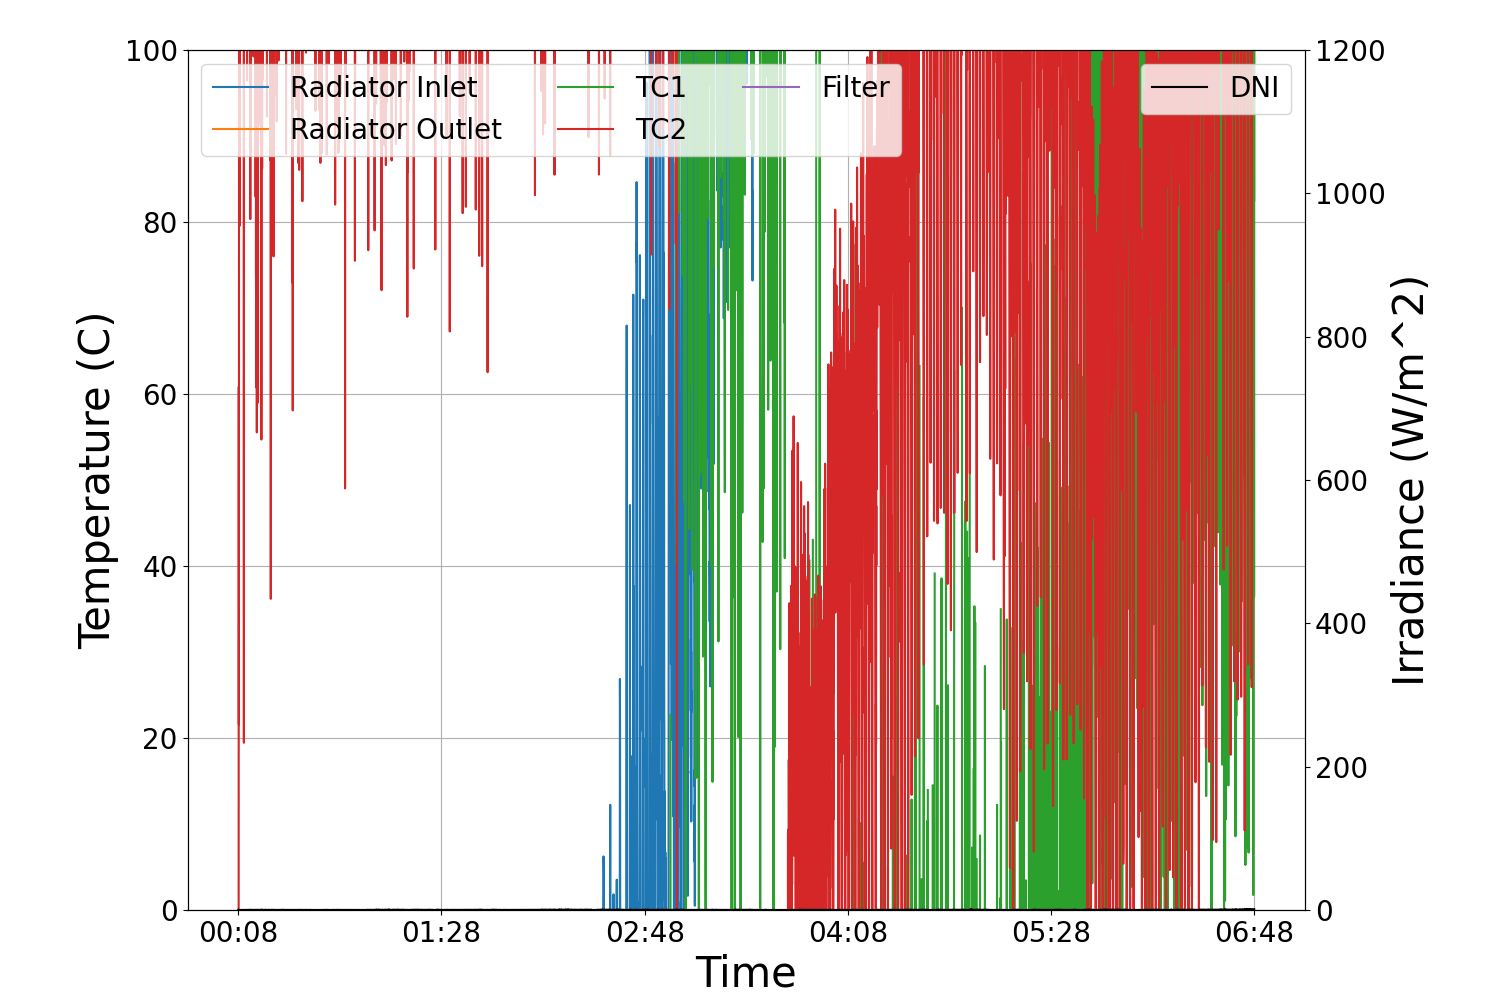 100
80
60
40
20
0
Temperature (C)
Radiator Inlet
Radiator Outlet
TC1
TC2
Filter
DNI
1200
1000
800
600
400
200
0
Irradiance (W/m^2)
00:08 01:28 02:48 04:08 05:28 06:48
Time